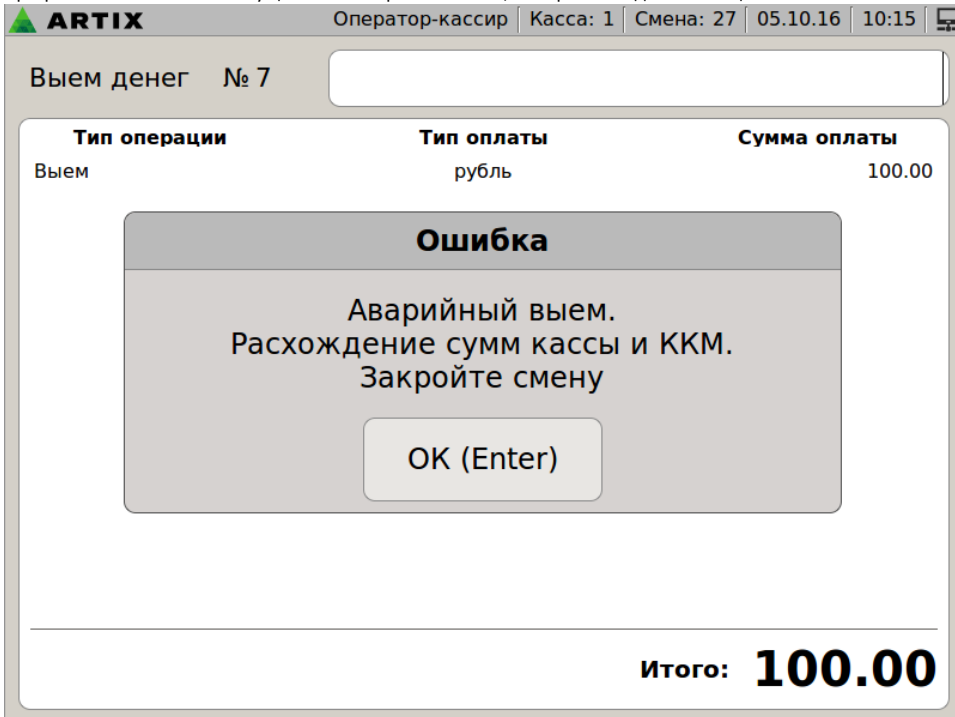 ARTIX Оператор-кассир Касса: 1 Смена: 27 05.10.16 10:15
Выем денег № 7
Тип операции Тип оплаты Сумма оплаты
Выем рубль 100.00
Ошибка
Аварийный выем.
Расхождение сумм кассы и ККМ.
Закройте смену
ОК (Enter)
Итого: 100.00